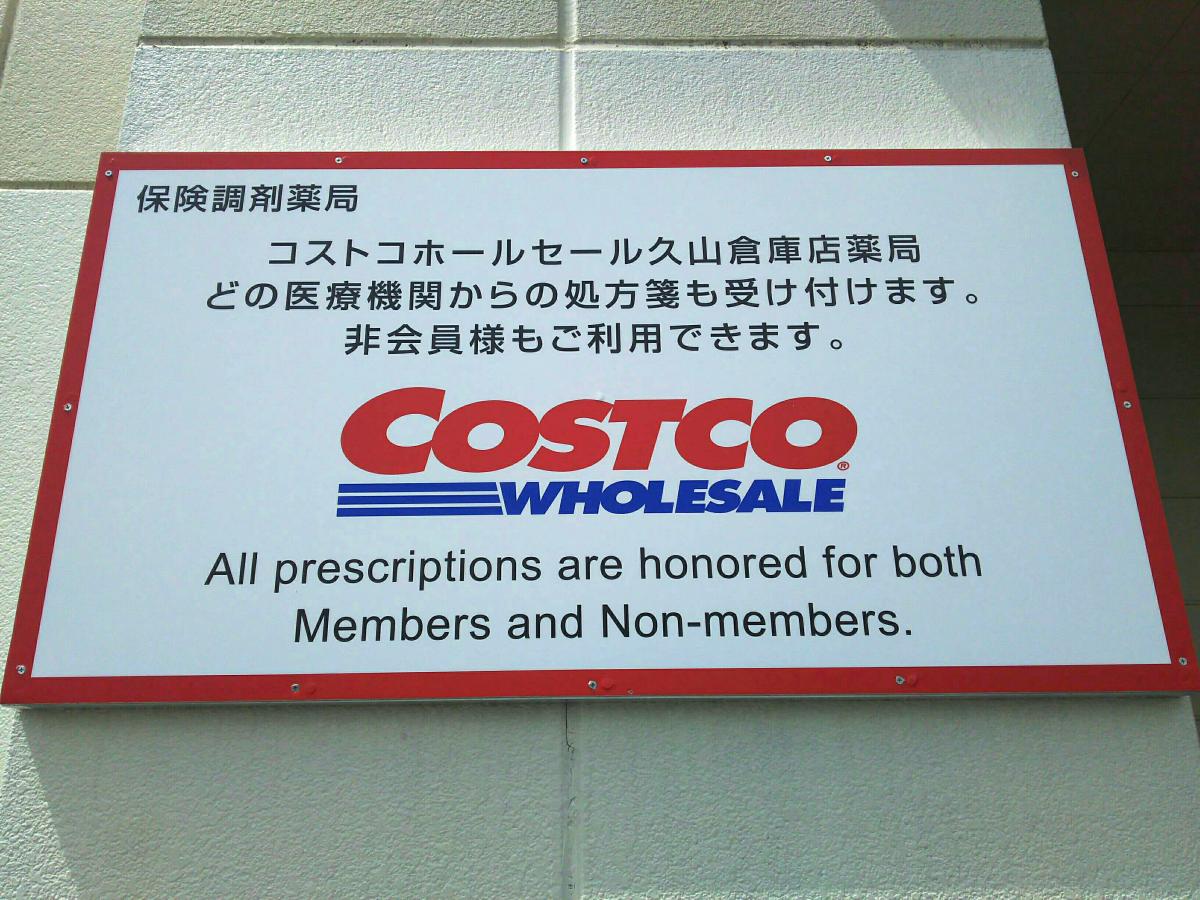 保険調剤薬局
コストコホールセール久山倉庫店薬局
どの医療機関からの処方箋も受け付けます。
非会員様もご利用できます。
COSTCO®
WHOLESALE
All prescriptions are honored for both
Members and Non-members.